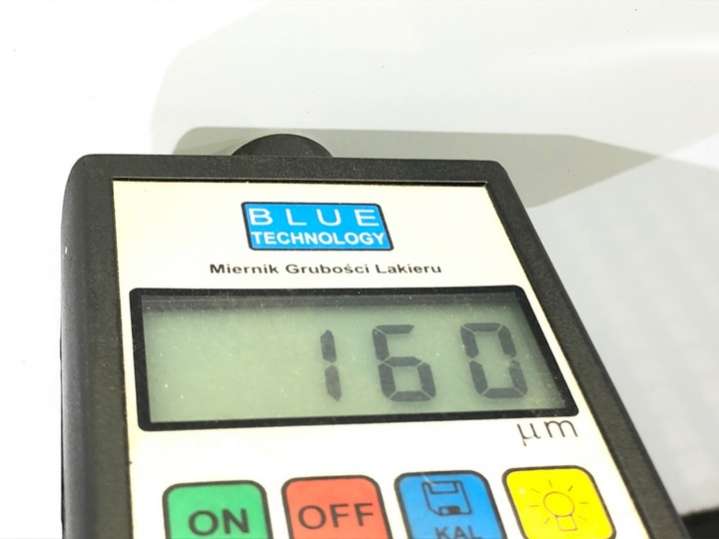 BLUE
TECHNOLOGY
Miernik Grubości Lakieru
160
μm
ON
OFF
KAL